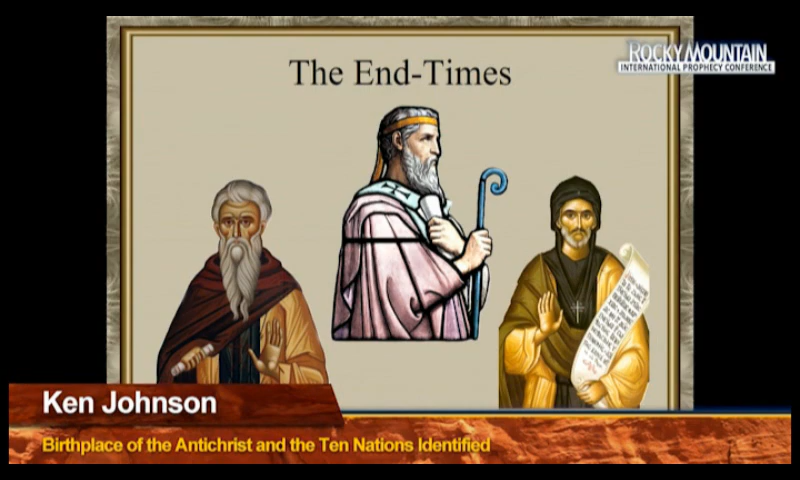 The End-Times
ROCKY MOUNTAIN
INTERNATIONAL PROPHECY CONFERENCE
Ken Johnson
Birthplace of the Antichrist and the Ten Nations Identified